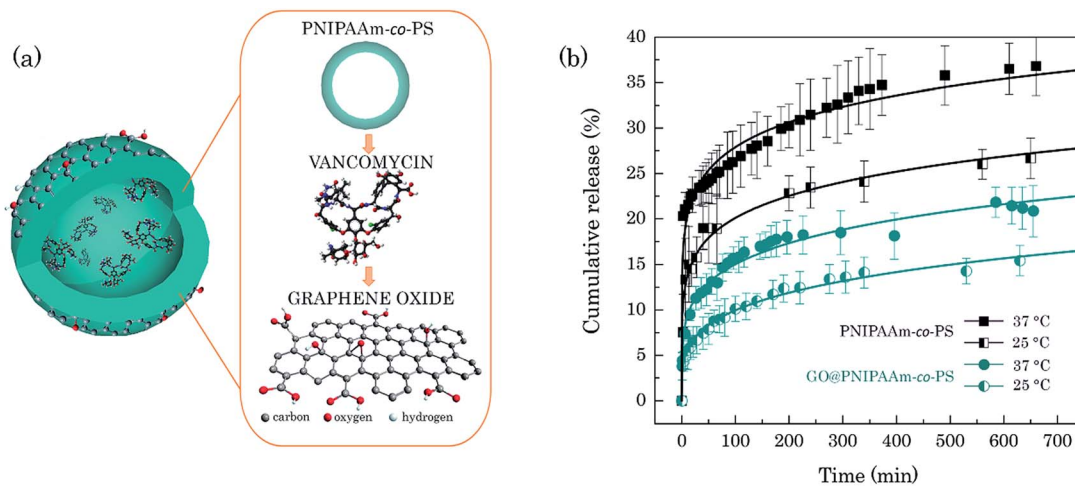 (a)
PNIPAAm-co-PS
VANCOMYCIN
GRAPHENE OXIDE
carbon oxygen hydrogen
(b)
Cumulative release (%)
40
35
30
25
20
15
10
5
0
PNIPAAm-co-PS
37 °C
25 °C
GO@PNIPAAm-co-PS
37 °C
25 °C
0 100 200 300 400 500 600 700
Time (min)